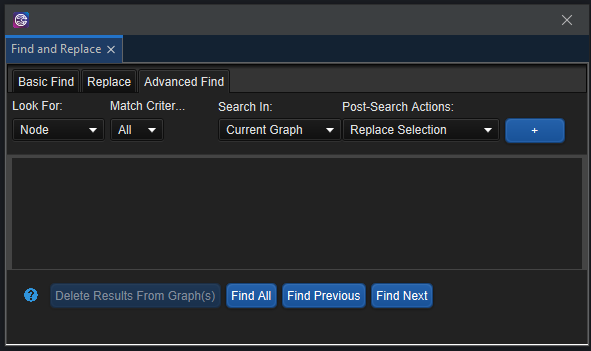 Find and Replace
Basic Find Replace Advanced Find
Look For: Match Criter... Search In: Post-Search Actions:
Node All Current Graph Replace Selection +
? Delete Results From Graph(s) Find All Find Previous Find Next